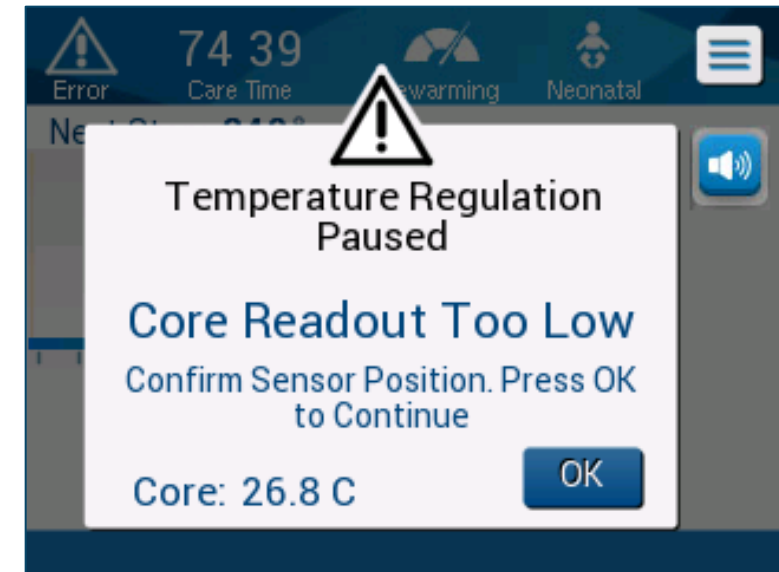 74 39
Error
Care Time
Neonatal
Temperature Regulation
Paused
Core Readout Too Low
Confirm Sensor Position. Press OK
to Continue
Core: 26.8 C
OK